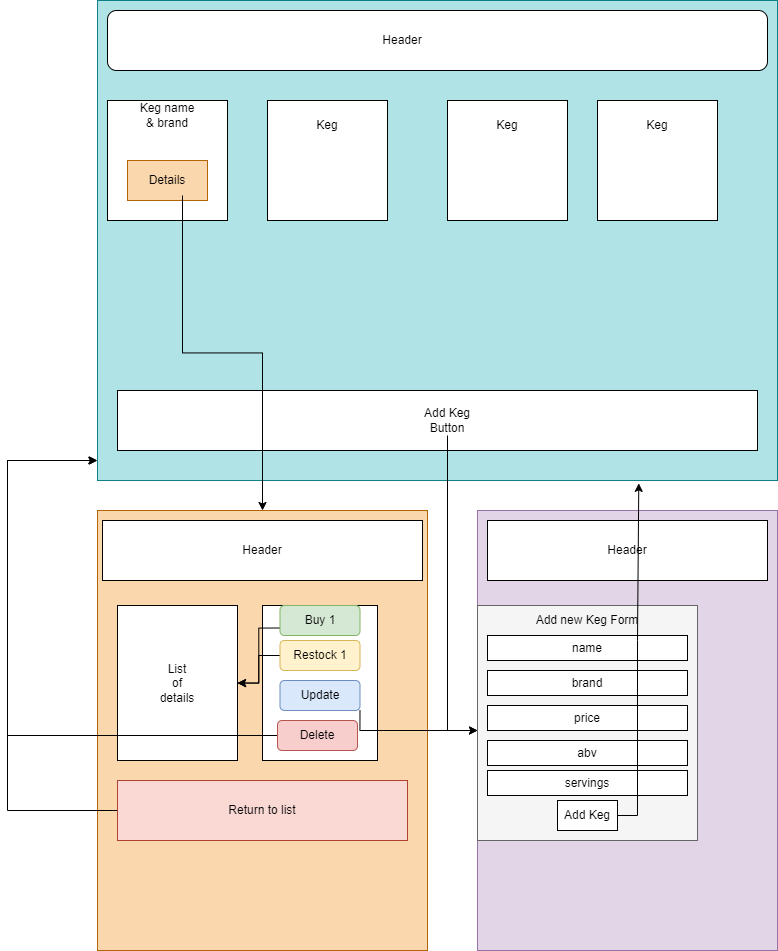 Header
Keg name
& brand
Keg
Keg
Keg
Details
Add Keg
Button
Header
List
of
details
Buy 1
Restock 1
Update
Delete
Return to list
Header
Add new Keg Form
name
brand
price
abv
servings
Add Keg